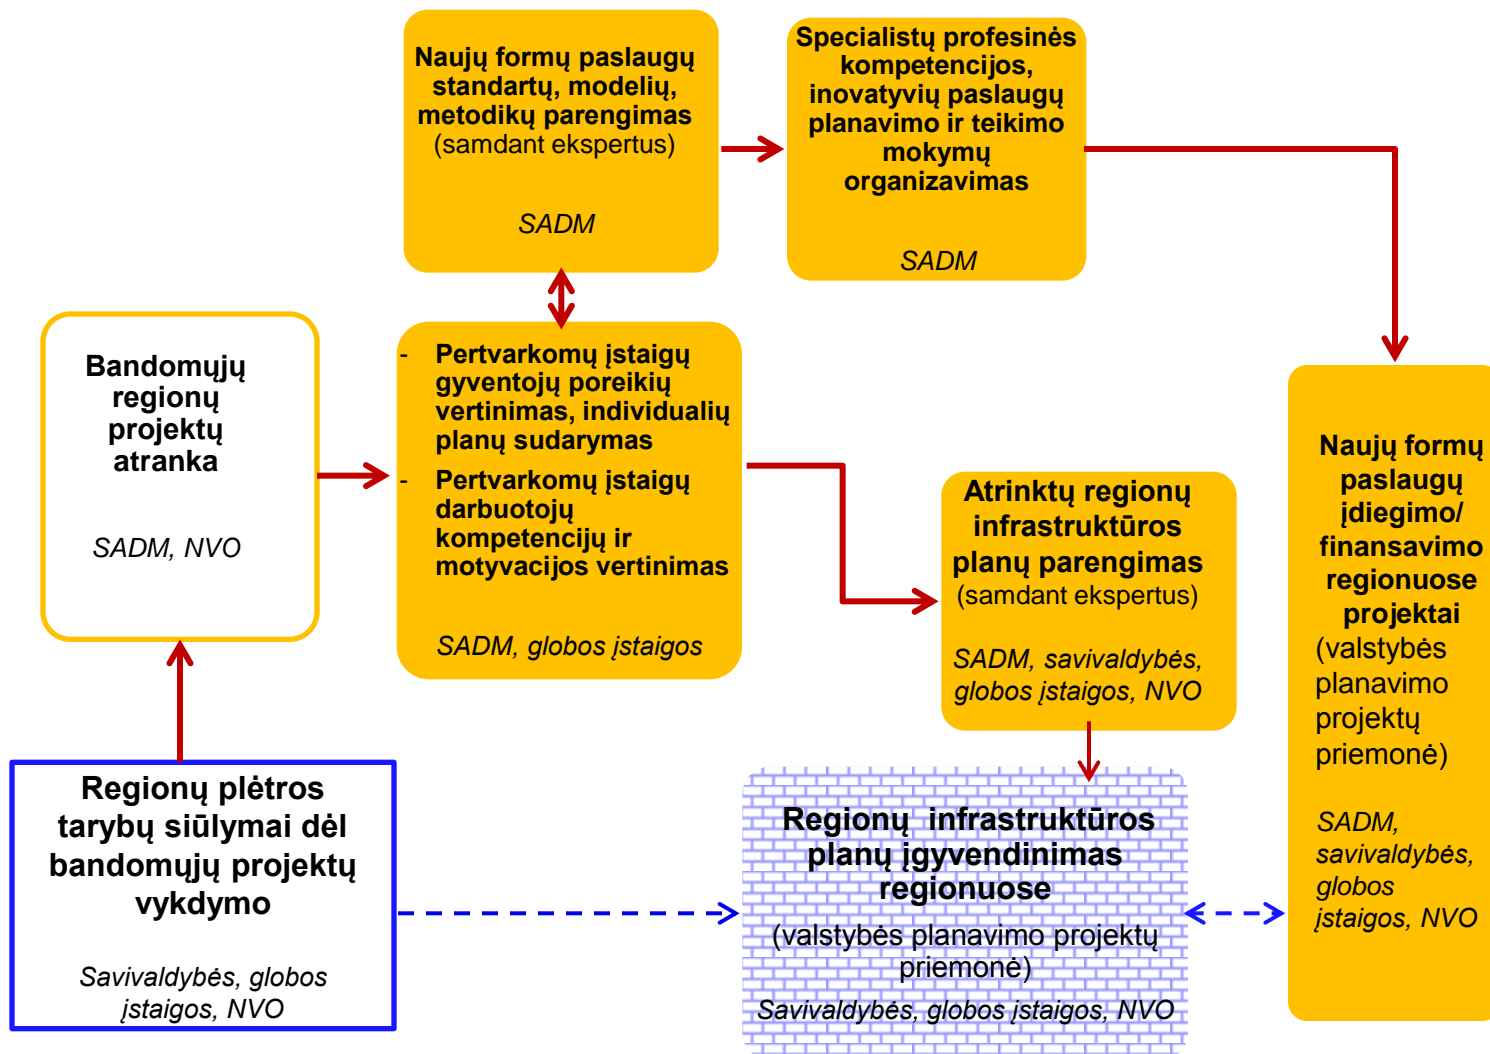 Naujų formų paslaugų
standartų, modelių,
metodikų parengimas
(samdant ekspertus)
SADM
Specialistų profesinės
kompetencijos,
inovatyvių paslaugų
planavimo ir teikimo
mokymų
organizavimas
SADM
Bandomųjų
regionų
projektų
atranka
SADM, NVO
- Pertvarkomų įstaigų
gyventojų poreikių
vertinimas, individualių
planų sudarymas
- Pertvarkomų įstaigų
darbuotojų
kompetencijų ir
motyvacijos vertinimas
SADM, globos įstaigos
Atrinktų regionų
infrastruktūros
planų parengimas
(samdant ekspertus)
SADM, savivaldybės,
globos įstaigos, NVO
Naujų formų
paslaugų
įdiegimo/
finansavimo
regionuose
projektai
(valstybės
planavimo
projektų
priemonė)
SADM,
savivaldybės,
globos
įstaigos, NVO
Regionų plėtros
tarybų siūlymai dėl
bandomųjų projektų
vykdymo
Savivaldybės, globos
įstaigos, NVO
Regionų infrastruktūros
planų įgyvendinimas
regionuose
(valstybės planavimo projektų
priemonė)
Savivaldybės, globos įstaigos, NVO